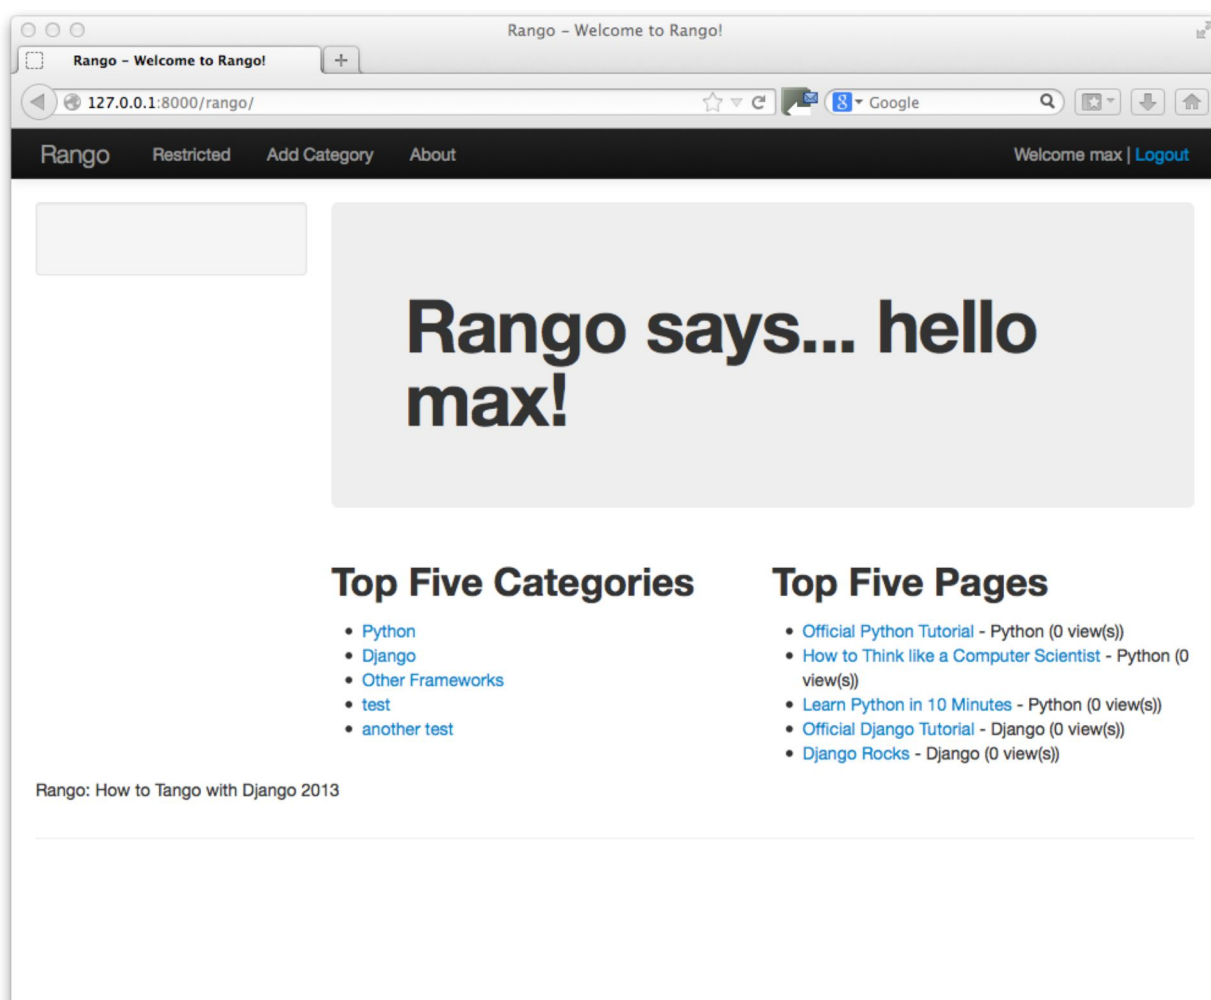 Rango – Welcome to Rango!
Rango – Welcome to Rango!
127.0.0.1:8000/rango/
Google
Rango Restricted Add Category About Welcome max | Logout
Rango says... hello
max!
Top Five Categories
Python
Django
Other Frameworks
test
another test
Top Five Pages
Official Python Tutorial - Python (0 view(s))
How to Think like a Computer Scientist - Python (0
view(s))
Learn Python in 10 Minutes - Python (0 view(s))
Official Django Tutorial - Django (0 view(s))
Django Rocks - Django (0 view(s))
Rango: How to Tango with Django 2013